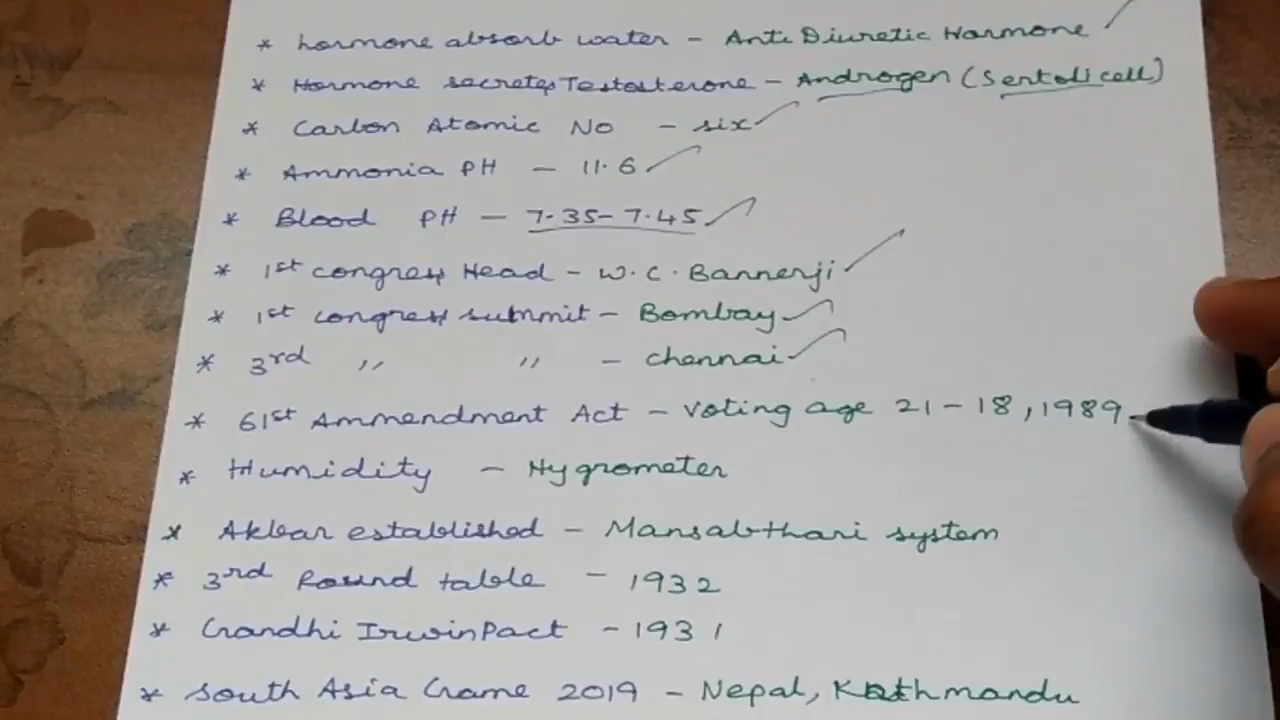 * hormone absorb water - Anti Diuretic Hormone
* Hormone secretes Testosterone - Androgen (Sertoli cell)
* Carbon Atomic No - six
* Ammonia PH - 11.6
* Blood PH - 7.35-7.45
* 1st congress Head - W.C. Bannerji
* 1st congress summit - Bombay
* 3rd ,, ,, - chennai
* 61st Ammendment Act - Voting age 21-18, 1989
* Humidity - Hygrometer
* Akbar established - Mansabthari system
* 3rd Round table - 1932
* Gandhi Irwin Pact - 1931
* South Asia Game 2019 - Nepal, Kathmandu